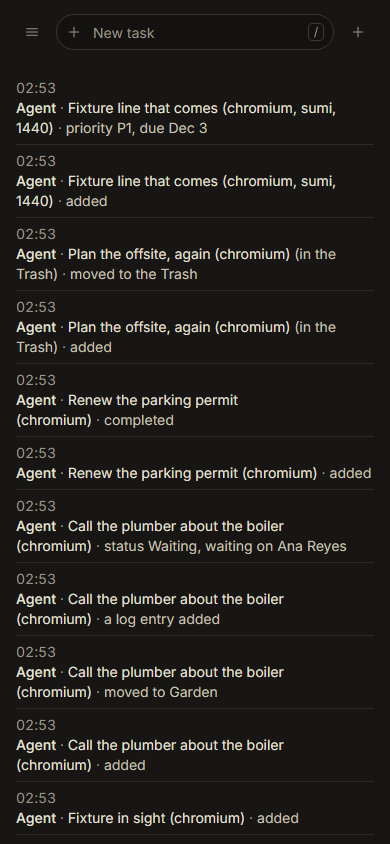 New task /
02:53
Agent · Fixture line that comes (chromium, sumi,
1440) · priority P1, due Dec 3
02:53
Agent · Fixture line that comes (chromium, sumi,
1440) · added
02:53
Agent · Plan the offsite, again (chromium) (in the
Trash) · moved to the Trash
02:53
Agent · Plan the offsite, again (chromium) (in the
Trash) · added
02:53
Agent · Renew the parking permit
(chromium) · completed
02:53
Agent · Renew the parking permit (chromium) · added
02:53
Agent · Call the plumber about the boiler
(chromium) · status Waiting, waiting on Ana Reyes
02:53
Agent · Call the plumber about the boiler
(chromium) · a log entry added
02:53
Agent · Call the plumber about the boiler
(chromium) · moved to Garden
02:53
Agent · Call the plumber about the boiler
(chromium) · added
02:53
Agent · Fixture in sight (chromium) · added